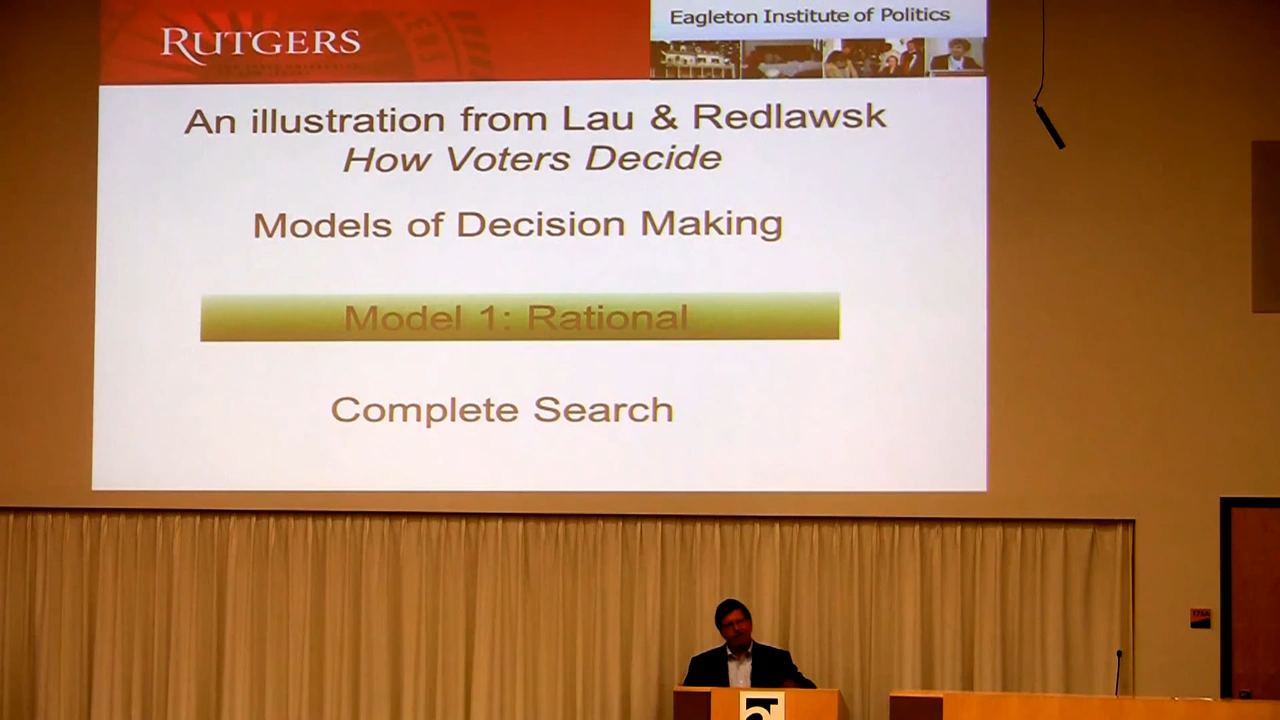 RUTGERS
Eagleton Institute of Politics
An illustration from Lau & Redlawsk
How Voters Decide
Models of Decision Making
Model 1: Rational
Complete Search